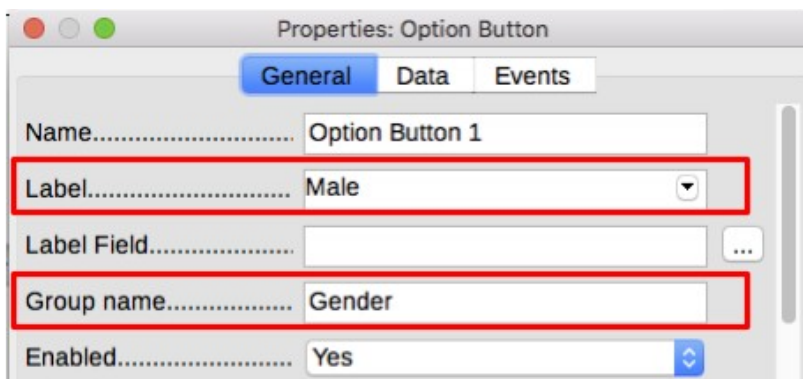 Properties: Option Button
General Data Events
Name............................ Option Button 1
Label............................ Male
Label Field.................... ...
Group name.................. Gender
Enabled......................... Yes